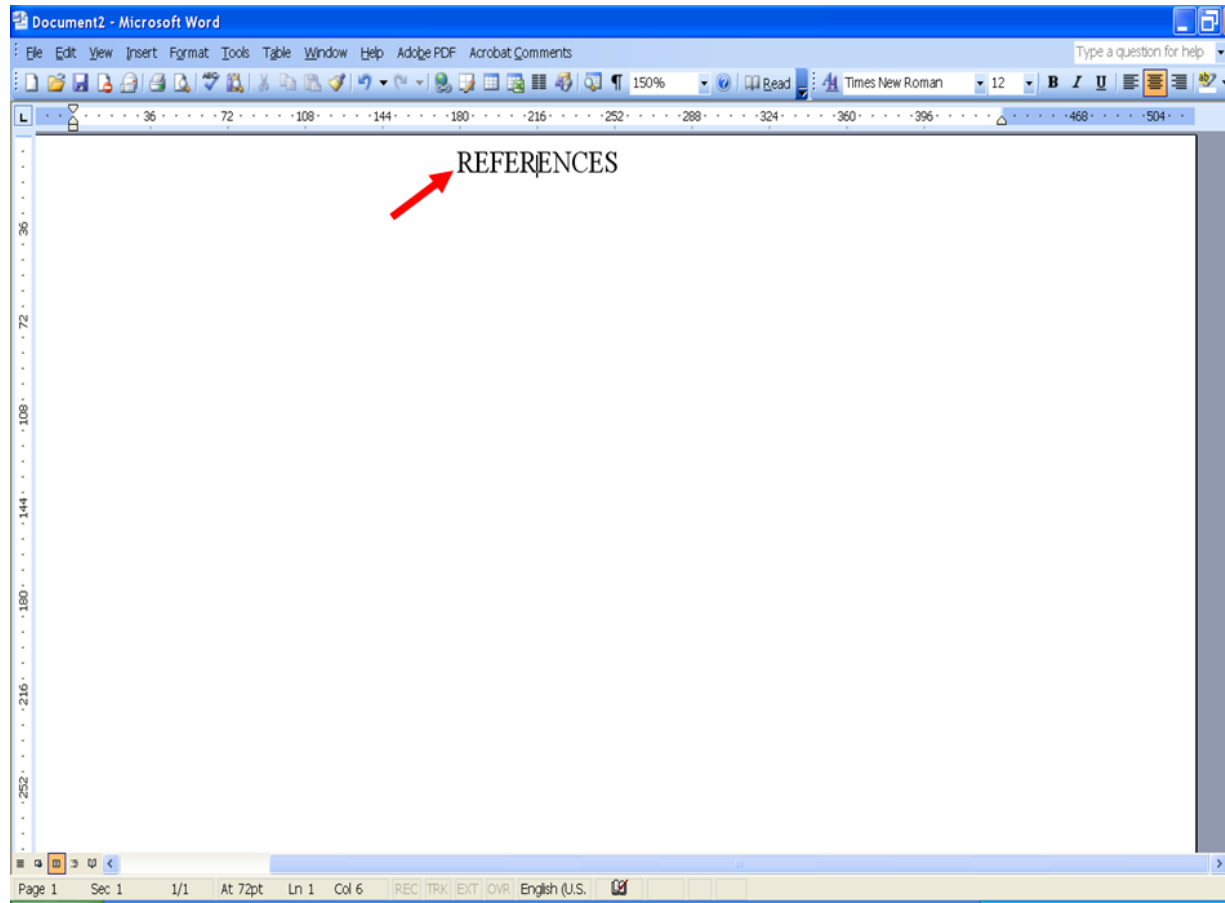 Document2 - Microsoft Word
File Edit View Insert Format Tools Table Window Help Adobe PDF Acrobat Comments Type a question for help
150% Read Times New Roman 12 B I U
L 36 72 108 144 180 216 252 288 324 360 396 468 504
REFERENCES
36
72
108
144
180
216
252
Page 1 Sec 1 1/1 At 72pt Ln 1 Col 6 REC TRK EXT OVR English (U.S.